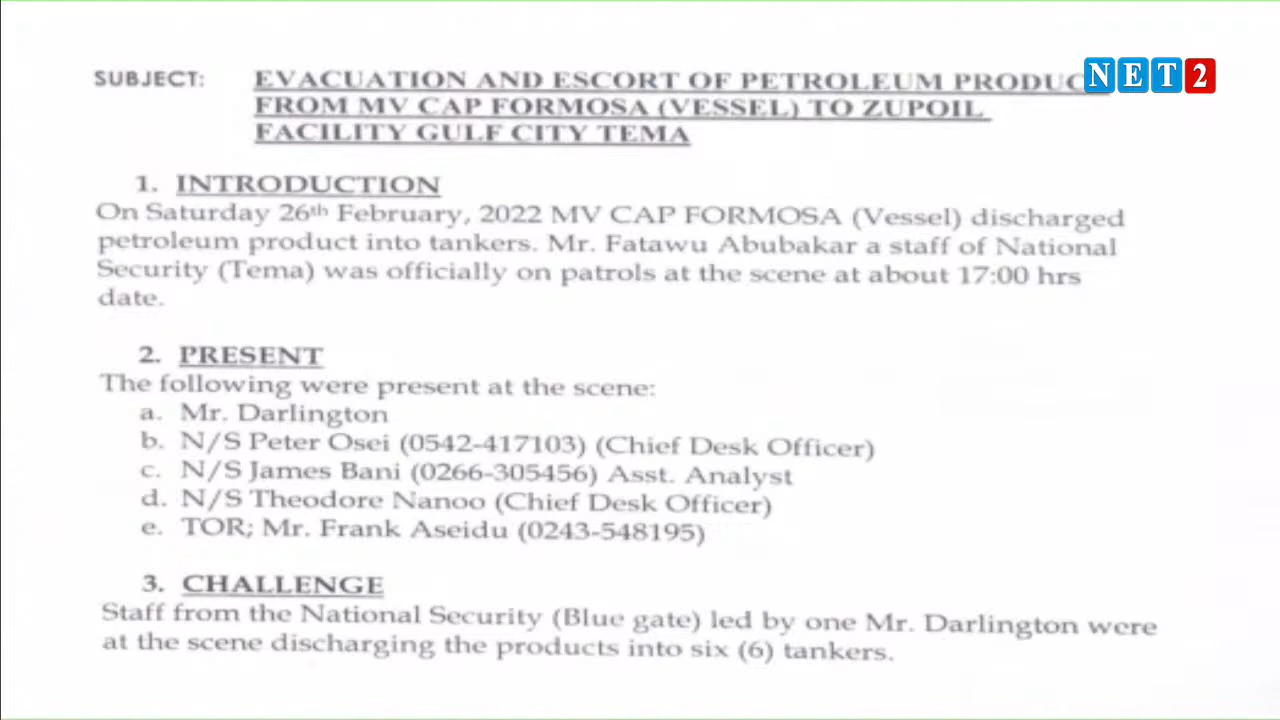 SUBJECT: EVACUATION AND ESCORT OF PETROLEUM PRODUC
FROM MV CAP FORMOSA (VESSEL) TO ZUPOIL
FACILITY GULF CITY TEMA
NET2
1. INTRODUCTION
On Saturday 26th February, 2022 MV CAP FORMOSA (Vessel) discharged
petroleum product into tankers. Mr. Fatawu Abubakar a staff of National
Security (Tema) was officially on patrols at the scene at about 17:00 hrs
date.
2. PRESENT
The following were present at the scene:
a. Mr. Darlington
b. N/S Peter Osei (0542-417103) (Chief Desk Officer)
c. N/S James Bani (0266-305456) Asst. Analyst
d. N/S Theodore Nanoo (Chief Desk Officer)
e. TOR; Mr. Frank Aseidu (0243-548195)
3. CHALLENGE
Staff from the National Security (Blue gate) led by one Mr. Darlington were
at the scene discharging the products into six (6) tankers.